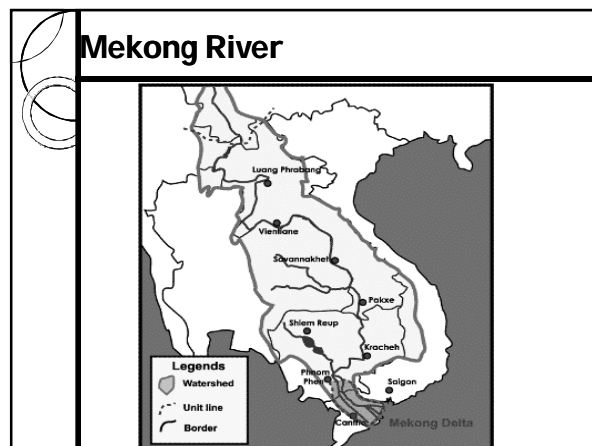 Mekong River
Luang Phrabang
Vientiane
Savannakhet
Pakxe
Shiem Reup
Kracheh
Phnom
Phen
Saigon
Canthe
Mekong Delta
Legends
Watershed
Unit line
Border